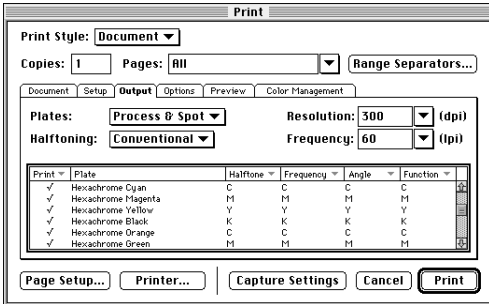 Print
Print Style: Document
Copies: 1 Pages: All Range Separators...
Document Setup Output Options Preview Color Management
Plates: Process & Spot Resolution: 300 (dpi)
Halftoning: Conventional Frequency: 60 (lpi)
Print Plate Halftone Frequency Angle Function
√ Hexachrome Cyan C C C C
√ Hexachrome Magenta M M M M
√ Hexachrome Yellow Y Y Y Y
√ Hexachrome Black K K K K
√ Hexachrome Orange C C C C
√ Hexachrome Green M M M M
Page Setup... Printer... Capture Settings Cancel Print